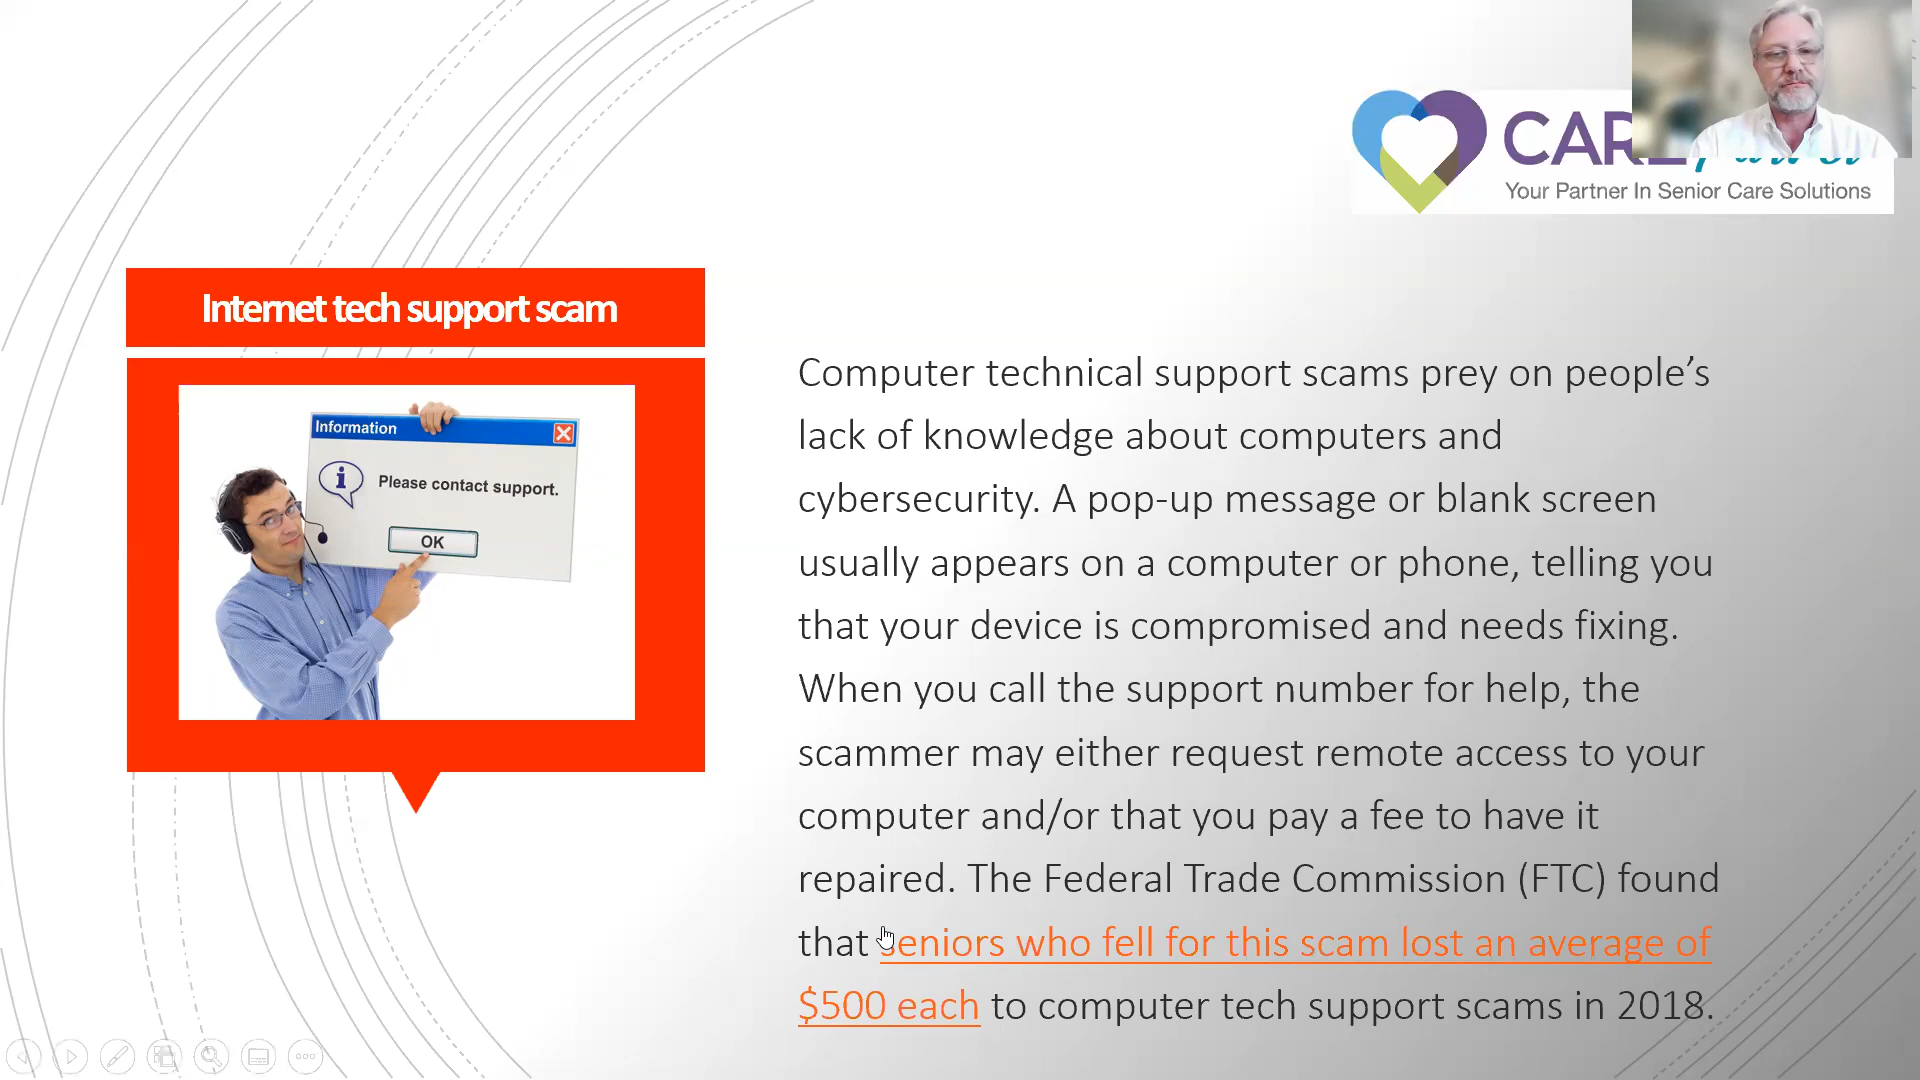 CAR
Your Partner In Senior Care Solutions
Internet tech support scam
Information
Please contact support.
OK
Computer technical support scams prey on people’s
lack of knowledge about computers and
cybersecurity. A pop-up message or blank screen
usually appears on a computer or phone, telling you
that your device is compromised and needs fixing.
When you call the support number for help, the
scammer may either request remote access to your
computer and/or that you pay a fee to have it
repaired. The Federal Trade Commission (FTC) found
that seniors who fell for this scam lost an average of
$500 each to computer tech support scams in 2018.